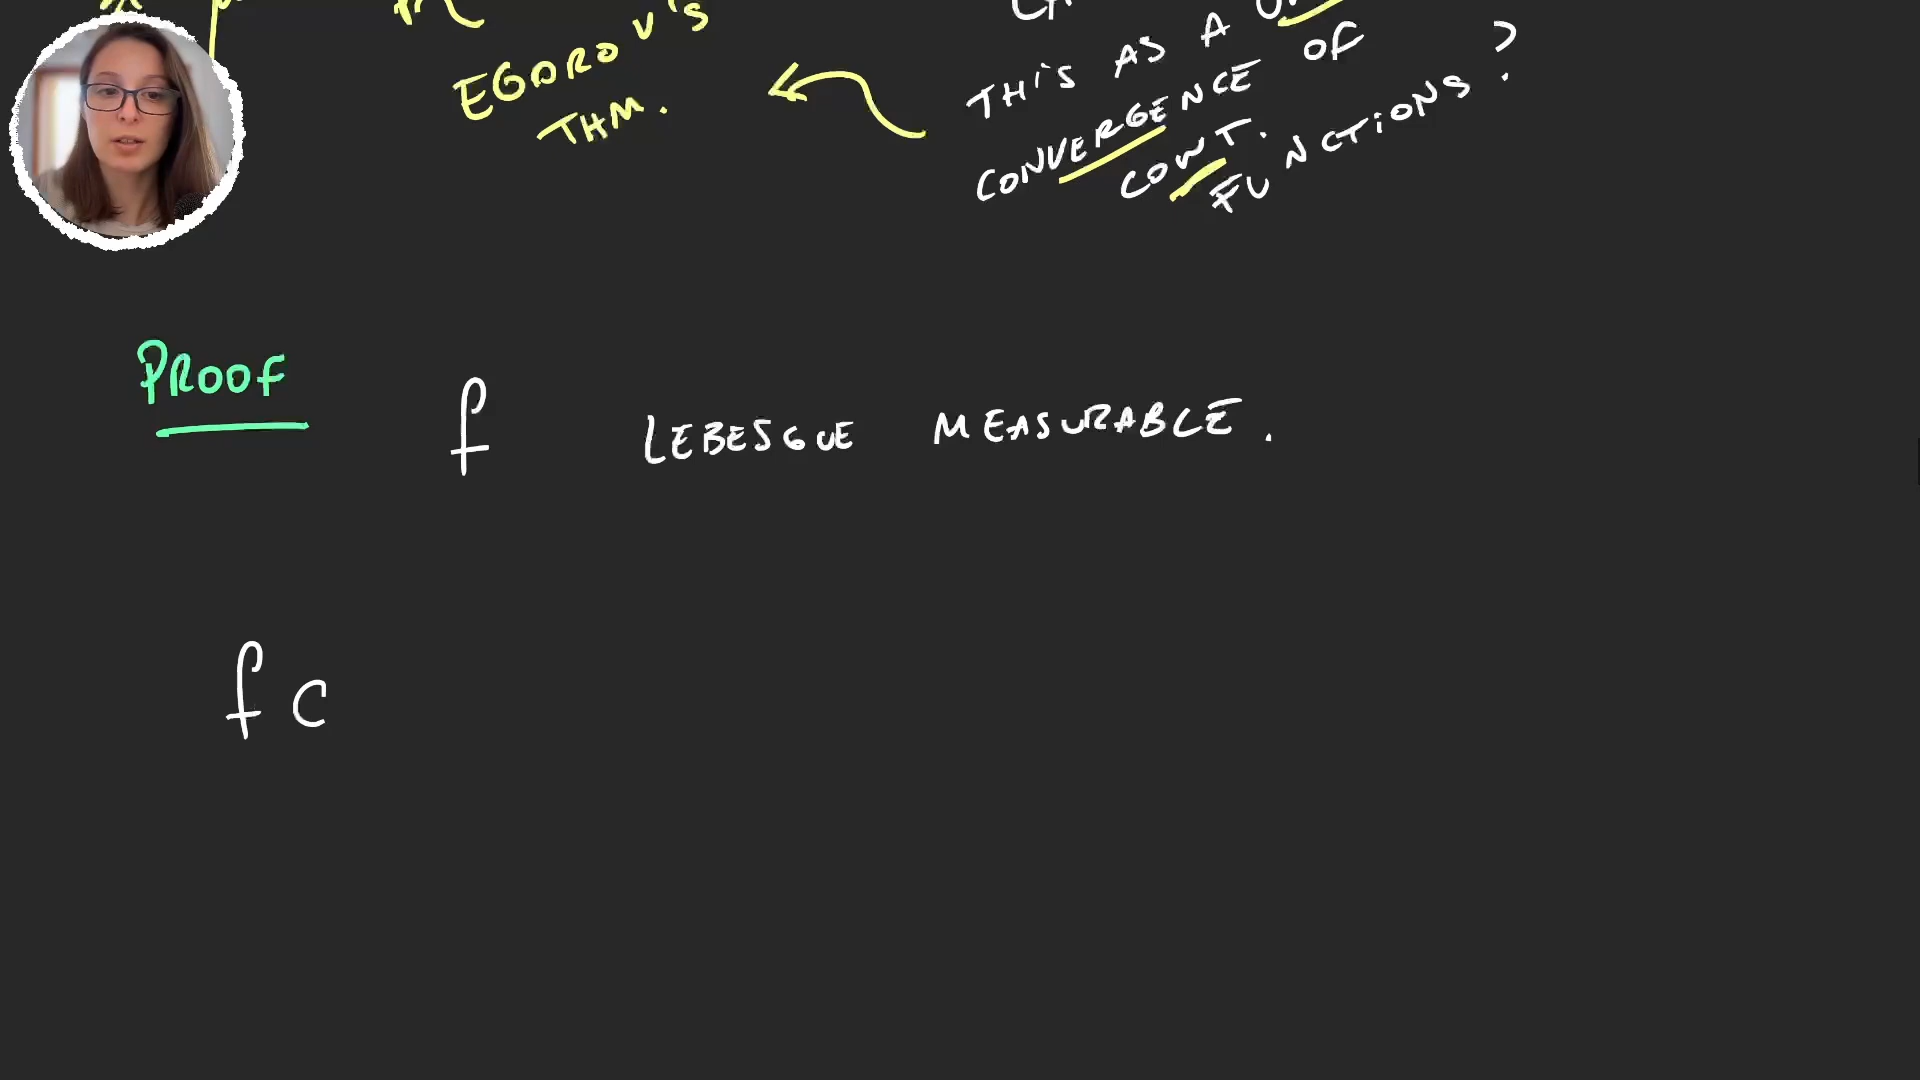 EGOROV'S
THM.
THIS AS A
CONVERGENCE OF
CONT.
FUNCTIONS?
PROOF
f LEBESGUE MEASURABLE.
f c